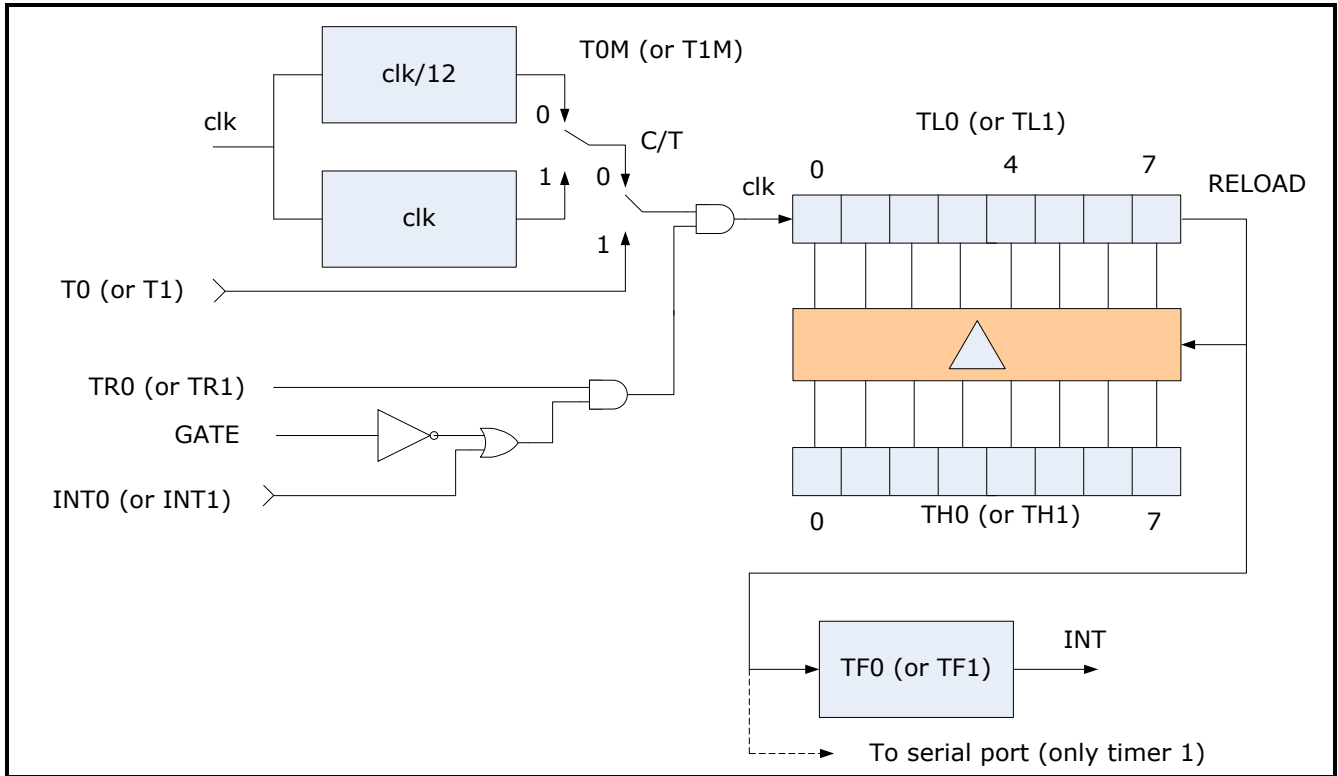 T0M (or T1M)
clk/12
clk
0
C/T
1
0
clk
1
T0 (or T1)
TR0 (or TR1)
GATE
INT0 (or INT1)
clk
TL0 (or TL1)
0
4
7
RELOAD
TH0 (or TH1)
0
7
TF0 (or TF1)
INT
To serial port (only timer 1)